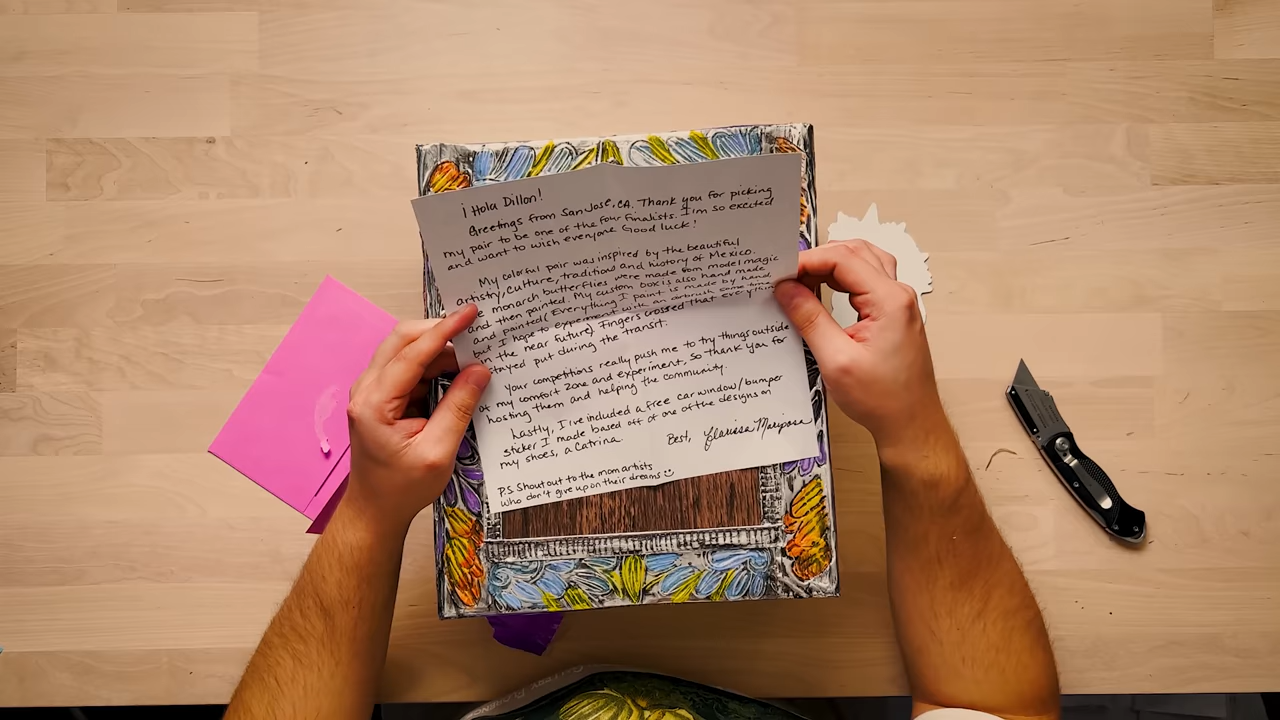 ¡Hola Dillon!
Greetings from San Jose, CA. Thank you for picking
my pair to be one of the four finalists. I'm so excited
and want to wish everyone Good luck!
My colorful pair was inspired by the beautiful
artistry, culture, traditions and history of Mexico.
monarch butterflies were made from model magic
and then painted. My custom box is also hand made
and painted (Everything I paint is made by hand
but I hope to experiment with an airbrush some time
in the near future). Fingers crossed that everything
stayed put during the transit.
Your competitions really push me to try things outside
of my comfort zone and experiment, so thank you for
hosting them and helping the community.
Lastly, I've included a free car window/bumper
sticker I made based off of one of the designs on
my shoes, a Catrina.
Best, Clarissa Mariposa
P.S. Shout out to the mom artists
who don't give up on their dreams ☺